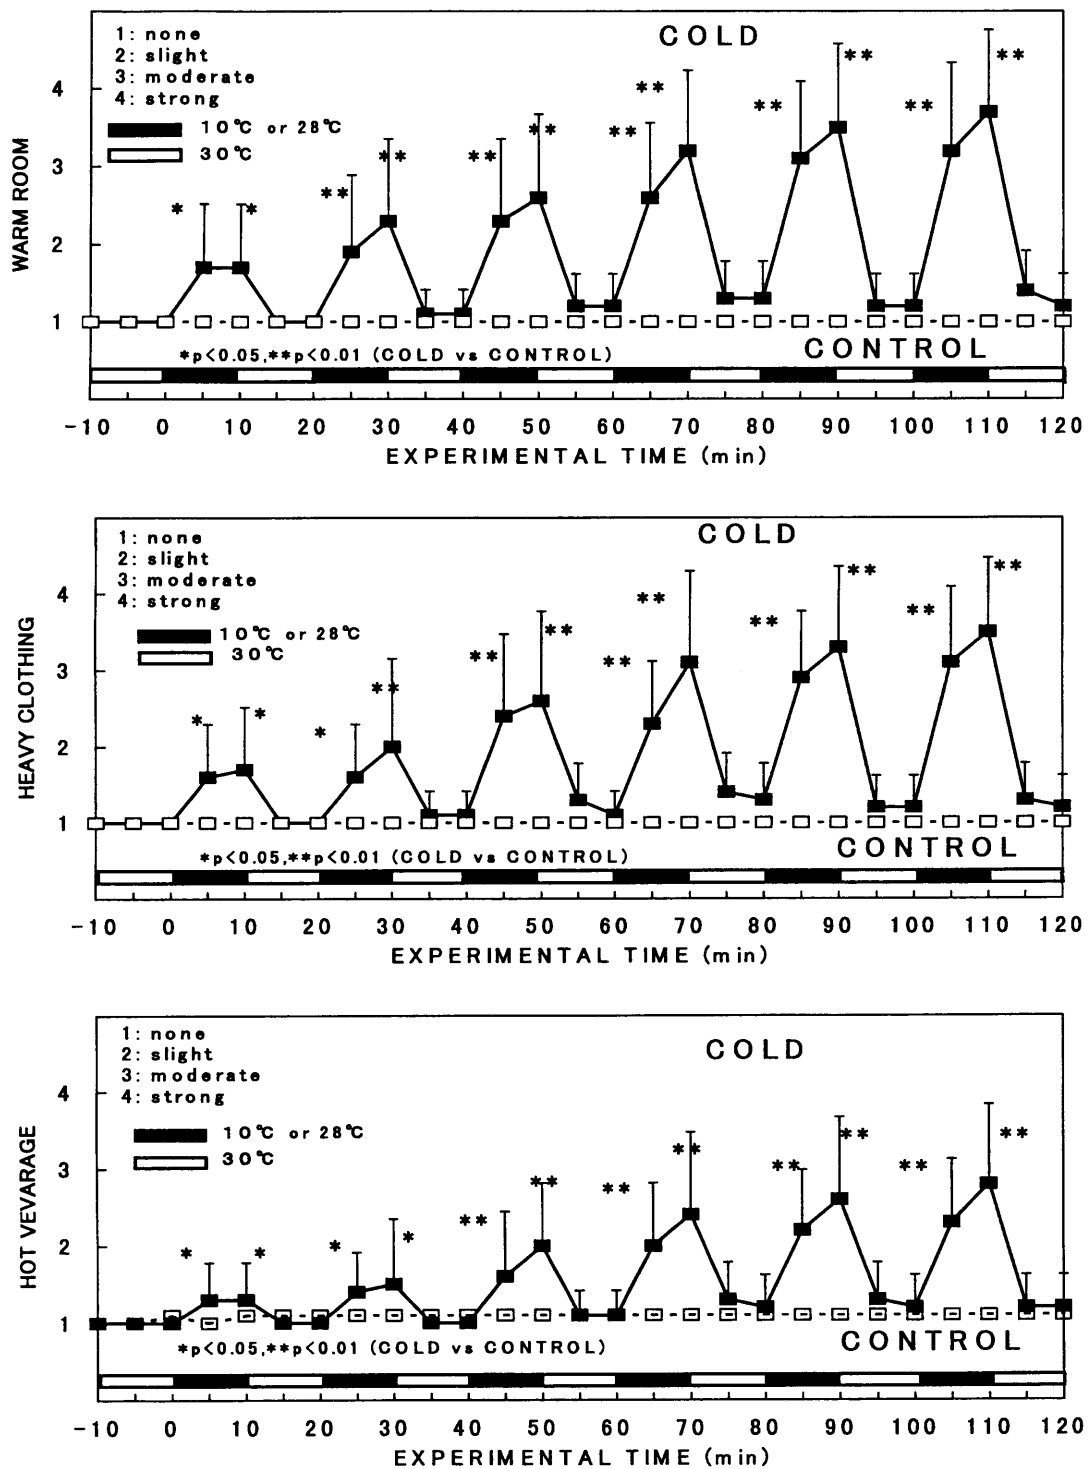 COLD
1: none
2: slight
3: moderate
4: strong
10℃ or 28℃
30℃
WARM ROOM
4
3
2
1
* * ** ** ** ** ** ** ** ** ** **
*p<0.05,**p<0.01 (COLD vs CONTROL)
CONTROL
-10 0 10 20 30 40 50 60 70 80 90 100 110 120
EXPERIMENTAL TIME (min)
COLD
1: none
2: slight
3: moderate
4: strong
10℃ or 28℃
30℃
HEAVY CLOTHING
4
3
2
1
* * * ** ** ** ** ** ** ** ** **
*p<0.05,**p<0.01 (COLD vs CONTROL)
CONTROL
-10 0 10 20 30 40 50 60 70 80 90 100 110 120
EXPERIMENTAL TIME (min)
COLD
1: none
2: slight
3: moderate
4: strong
10℃ or 28℃
30℃
HOT VEVARAGE
4
3
2
1
* * * * ** ** ** ** ** ** ** **
*p<0.05,**p<0.01 (COLD vs CONTROL)
CONTROL
-10 0 10 20 30 40 50 60 70 80 90 100 110 120
EXPERIMENTAL TIME (min)